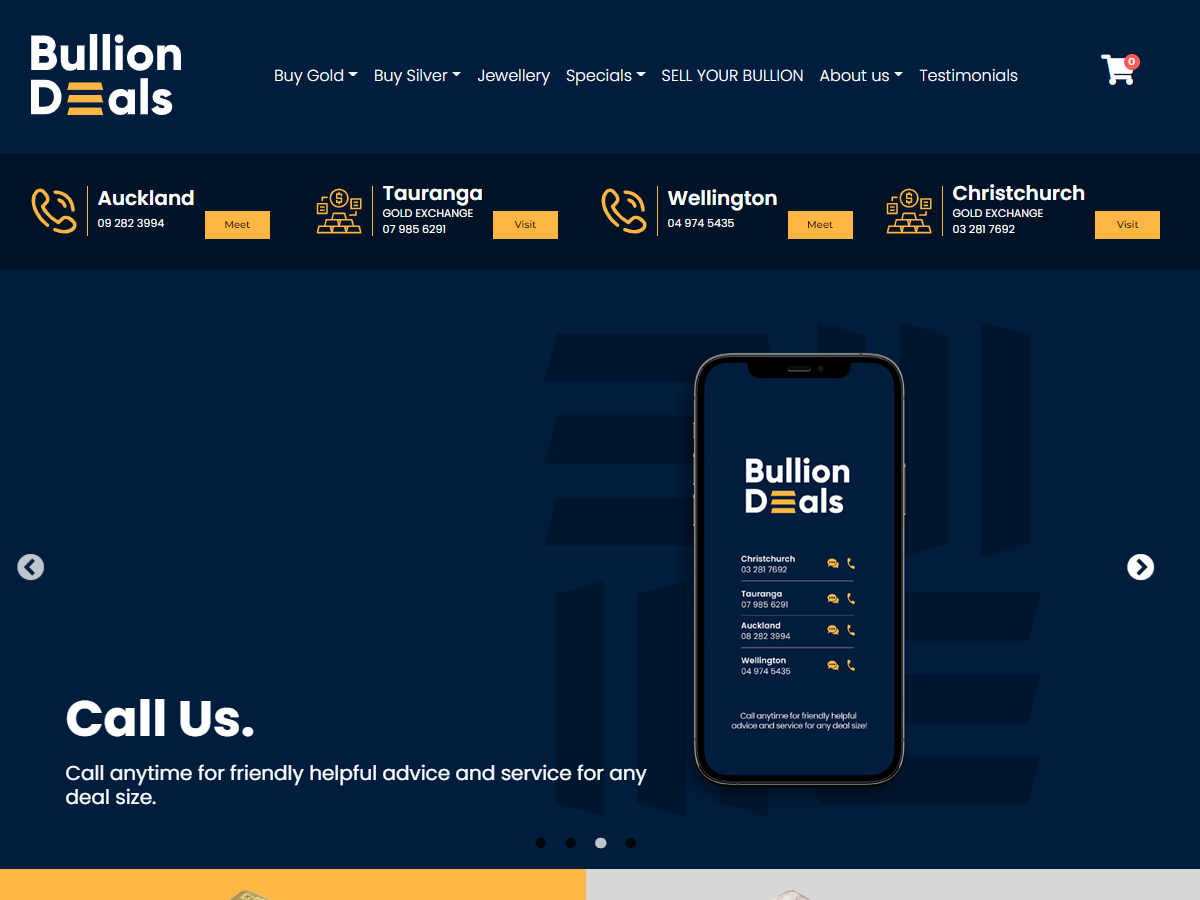 Bullion
Deals
Buy Gold
Buy Silver
Jewellery
Specials
SELL YOUR BULLION
About us
Testimonials
0
Auckland
09 282 3994
Meet
Tauranga
GOLD EXCHANGE
07 985 6291
Visit
Wellington
04 974 5435
Meet
Christchurch
GOLD EXCHANGE
03 281 7692
Visit
Bullion
Deals
Christchurch
03 281 7692
Tauranga
07 985 6291
Auckland
08 282 3994
Wellington
04 974 5435
Call anytime for friendly helpful
advice and service for any deal size!
Call Us.
Call anytime for friendly helpful advice and service for any
deal size.